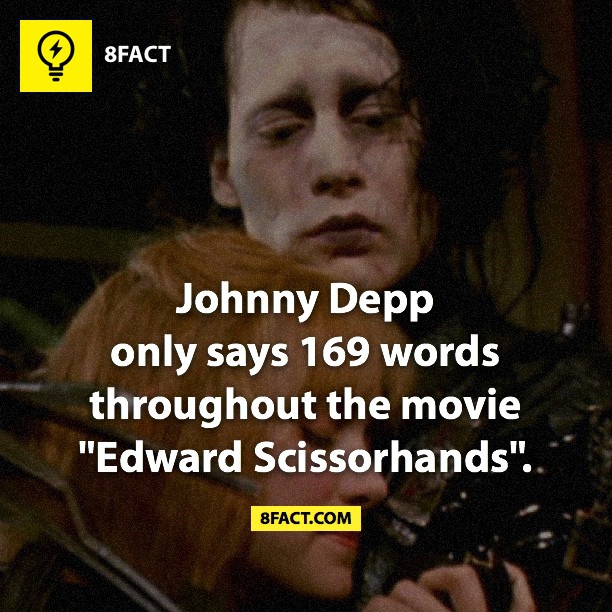 8FACT
Johnny Depp
only says 169 words
throughout the movie
"Edward Scissorhands".
8FACT.COM